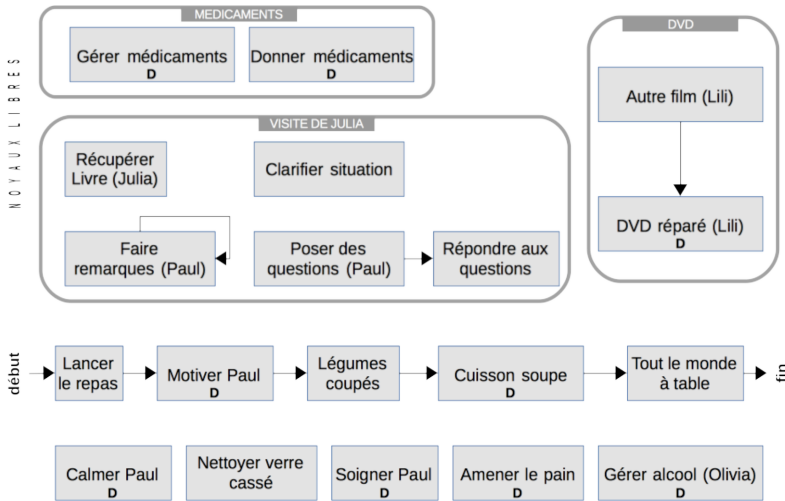 MEDICAMENTS
Gérer médicaments
D
Donner médicaments
D
DVD
Autre film (Lili)
DVD réparé (Lili)
D
NOYAUX LIBRES
VISITE DE JULIA
Récupérer
Livre (Julia)
Clarifier situation
Faire
remarques (Paul)
Poser des
questions (Paul)
Répondre aux
questions
début
Lancer
le repas
Motiver Paul
D
Légumes
coupés
Cuisson soupe
D
Tout le monde
à table
fin
Calmer Paul
D
Nettoyer verre
cassé
Soigner Paul
D
Amener le pain
D
Gérer alcool (Olivia)
D